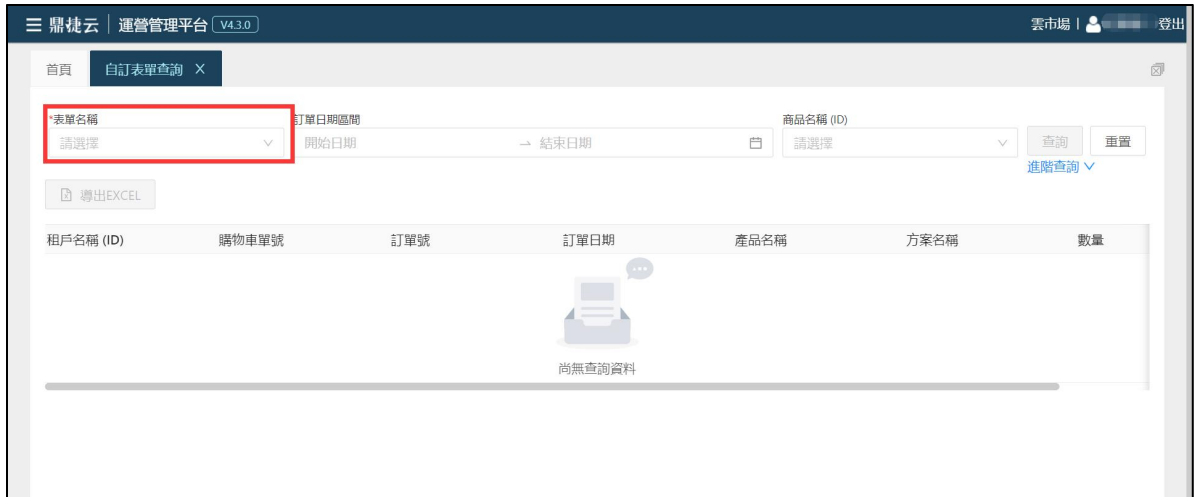 鼎捷云 運營管理平台 V4.3.0 雲市場 登出
首頁 自訂表單查詢 X
*表單名稱 訂單日期區間 商品名稱 (ID)
請選擇 開始日期 → 結束日期 請選擇 查詢 重置
進階查詢
導出EXCEL
租戶名稱 (ID) 購物車單號 訂單號 訂單日期 產品名稱 方案名稱 數量
尚無查詢資料